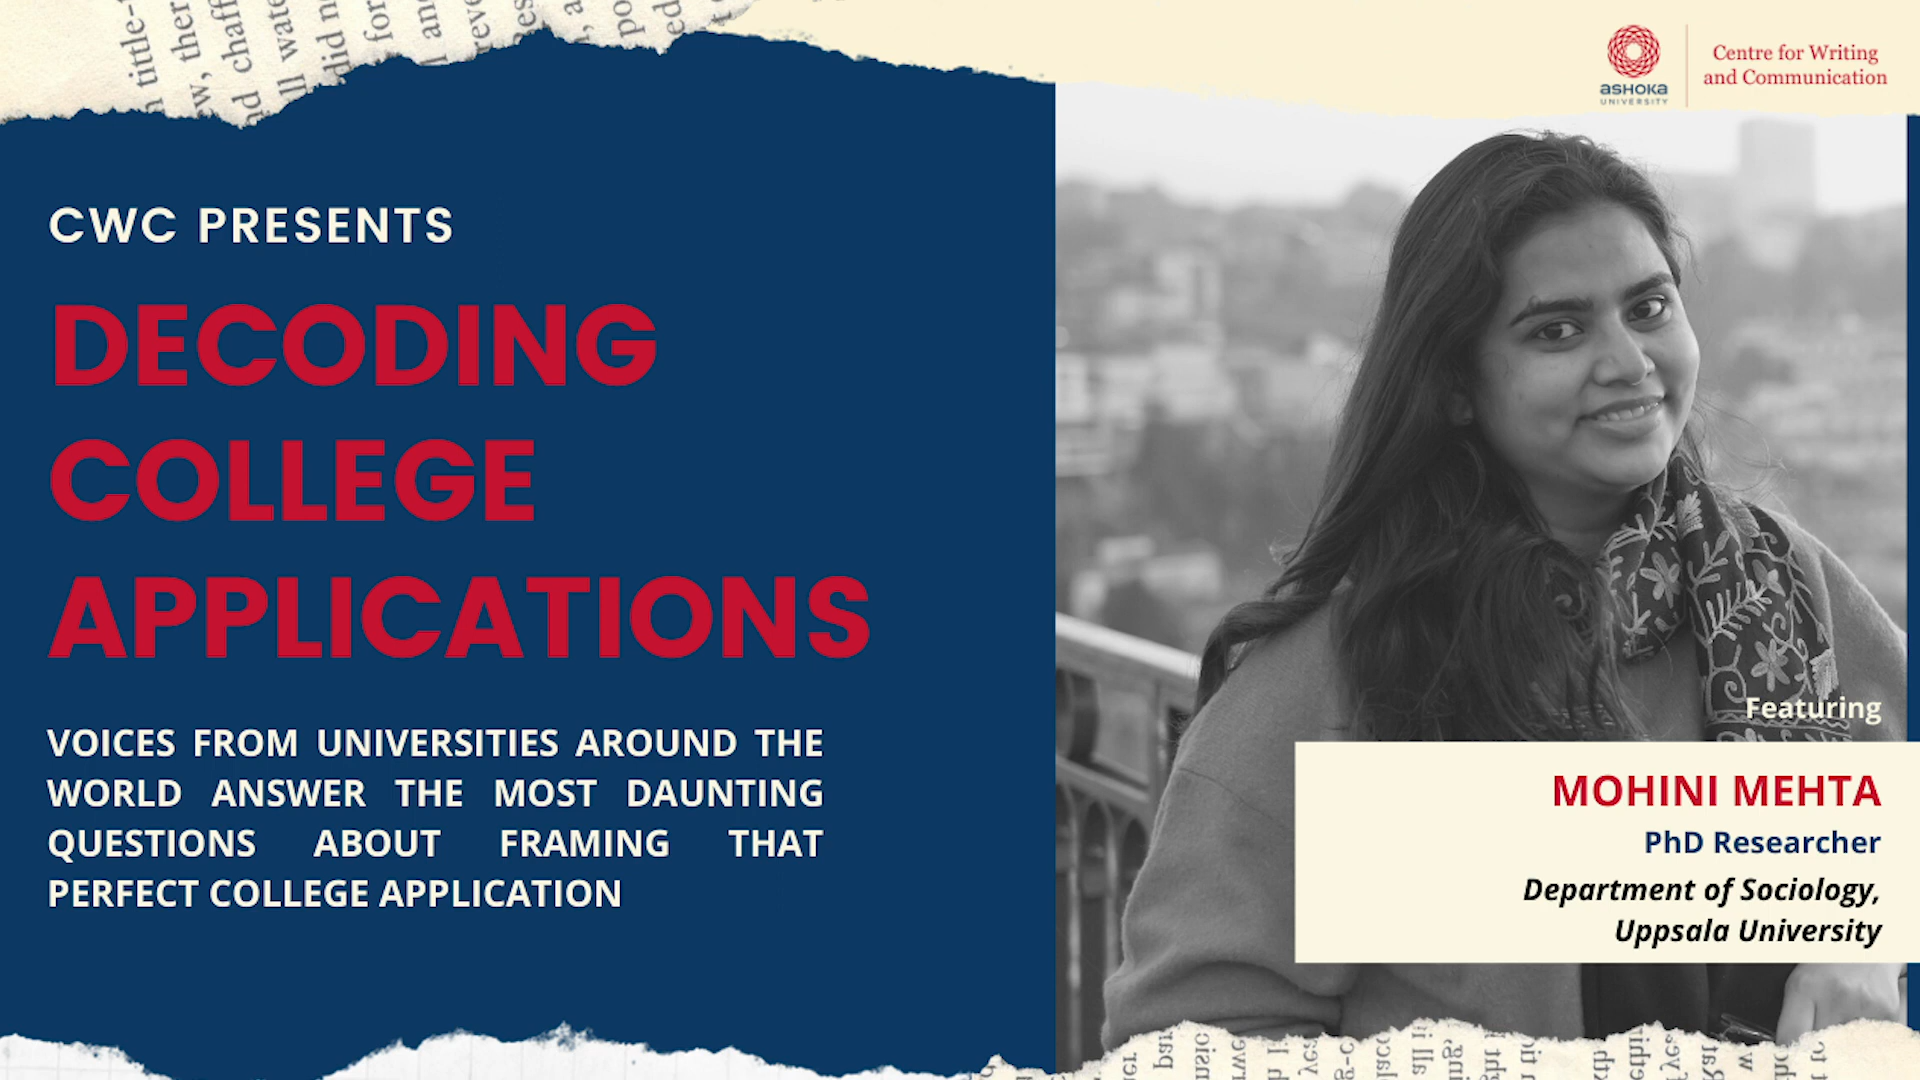 ASHOKA
UNIVERSITY
Centre for Writing
and Communication
CWC PRESENTS
DECODING
COLLEGE
APPLICATIONS
VOICES FROM UNIVERSITIES AROUND THE
WORLD ANSWER THE MOST DAUNTING
QUESTIONS ABOUT FRAMING THAT
PERFECT COLLEGE APPLICATION
Featuring
MOHINI MEHTA
PhD Researcher
Department of Sociology,
Uppsala University